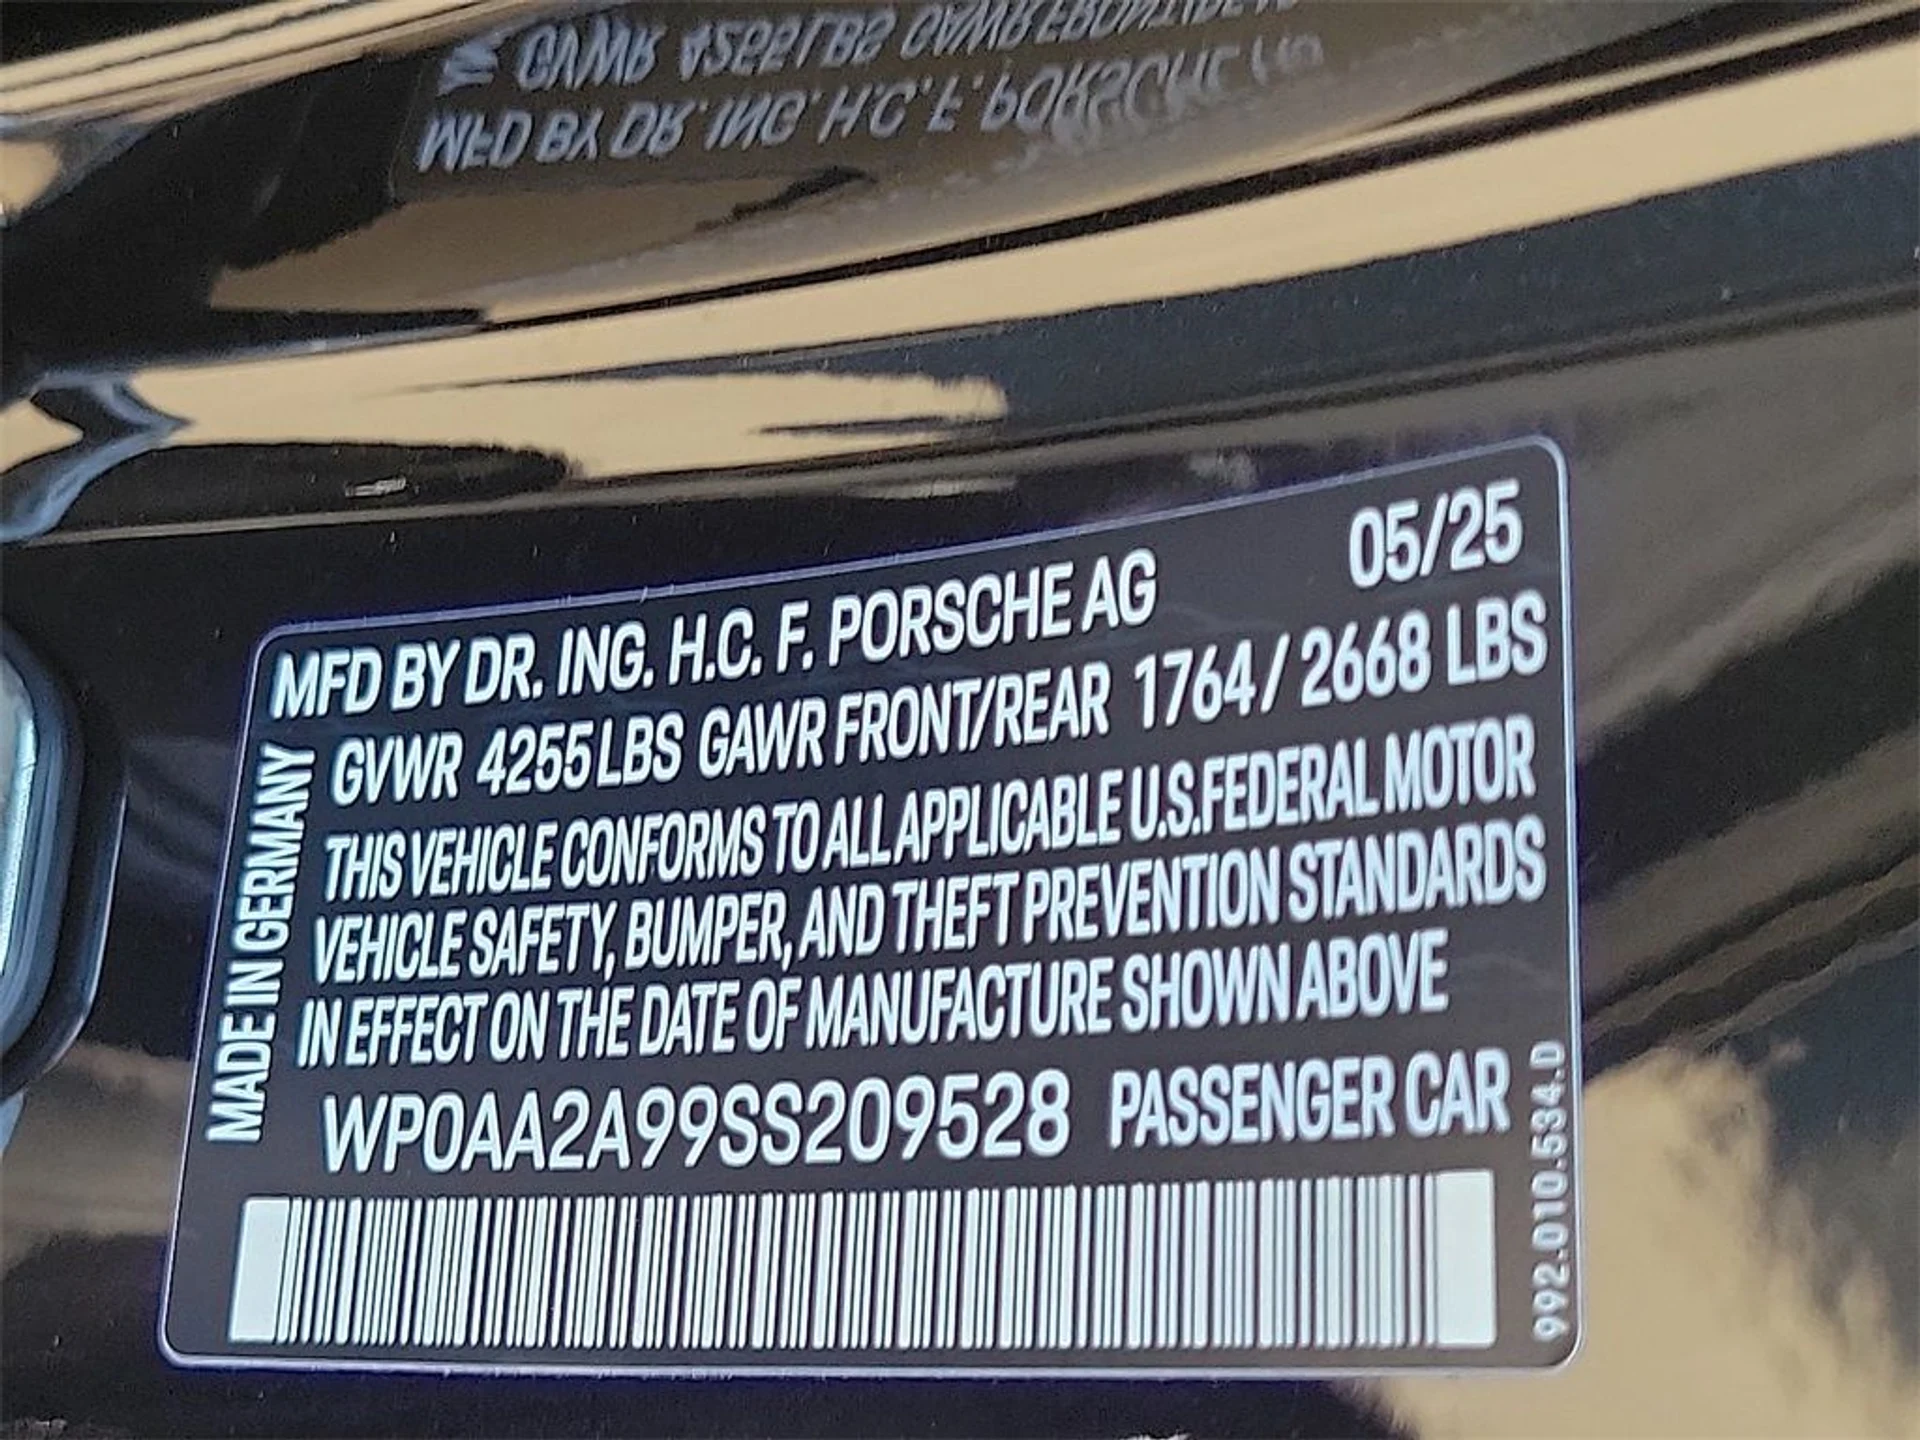 MFD BY DR. ING. H.C. F. PORSCHE AG 05/25
GVWR 4255 LBS GAWR FRONT/REAR 1764 / 2668 LBS
THIS VEHICLE CONFORMS TO ALL APPLICABLE U.S. FEDERAL MOTOR
VEHICLE SAFETY, BUMPER, AND THEFT PREVENTION STANDARDS
IN EFFECT ON THE DATE OF MANUFACTURE SHOWN ABOVE
WP0AA2A99SS209528 PASSENGER CAR
MADE IN GERMANY
992.010.534.D